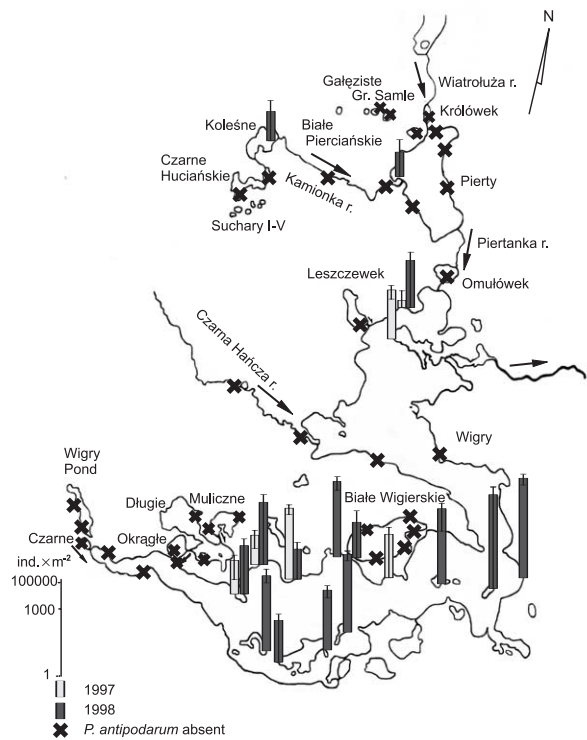 N
Gałęziste
Gr. Samle
Wiatrołuża r.
Królówek
Koleśne
Białe
Pierciańskie
Czarne
Huciańskie
Kamionka r.
Pierty
Suchary I-V
Piertanka r.
Leszczewek
Omułówek
Czarna Hańcza r.
Wigry
Wigry
Pond
Długie
Muliczne
Białe Wigierskie
Czarne
Okrągłe
ind.×m⁻²
100000
1000
1
1997
1998
P. antipodarum absent